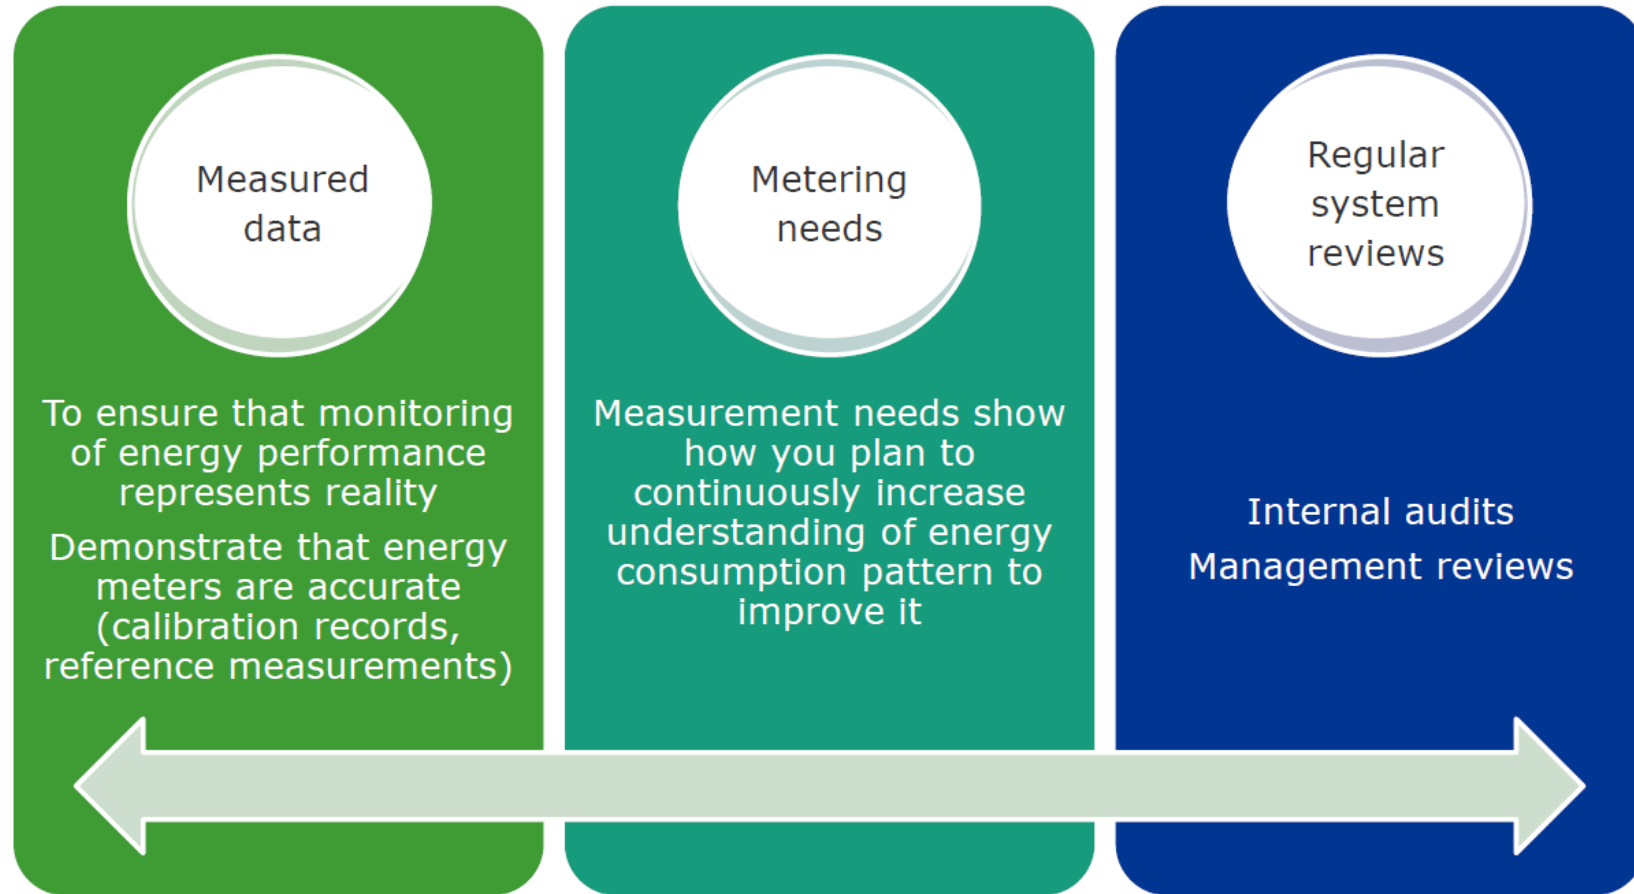 Measured
data
To ensure that monitoring
of energy performance
represents reality
Demonstrate that energy
meters are accurate
(calibration records,
reference measurements)
Metering
needs
Measurement needs show
how you plan to
continuously increase
understanding of energy
consumption pattern to
improve it
Regular
system
reviews
Internal audits
Management reviews